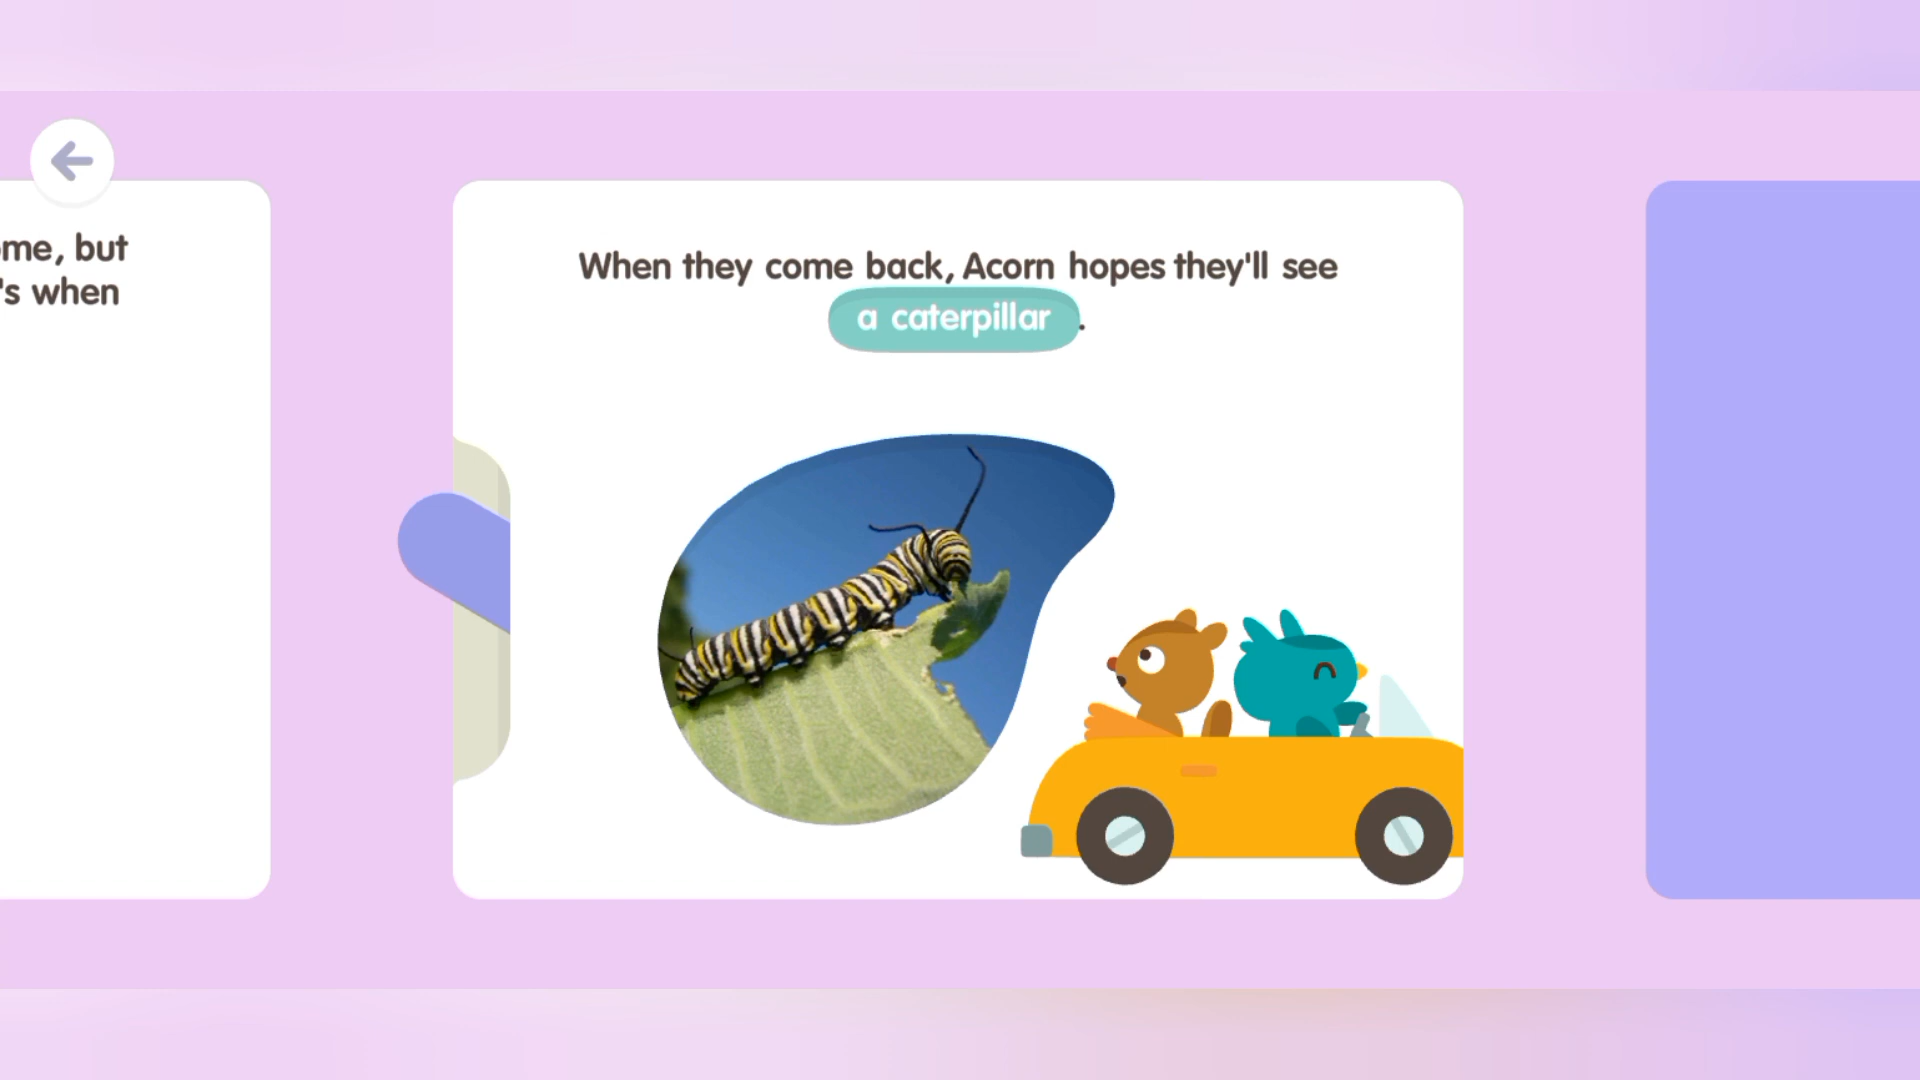 me, but
's when
When they come back, Acorn hopes they'll see
a caterpillar.